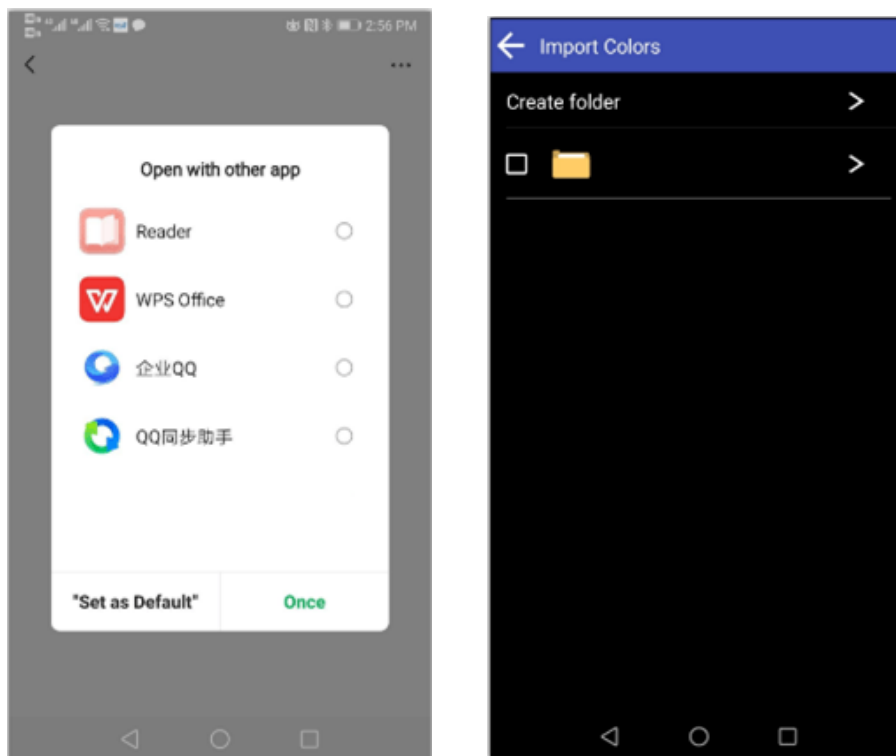 2:56 PM
Open with other app
Reader
WPS Office
企业QQ
QQ同步助手
"Set as Default"
Once
Import Colors
Create folder